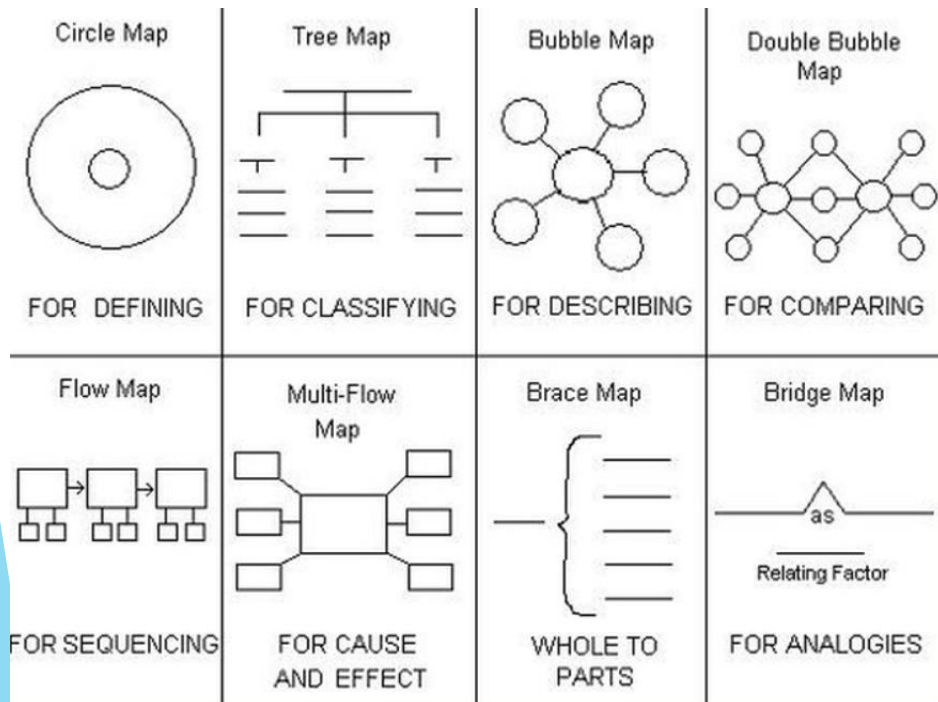 Circle Map
FOR DEFINING
Tree Map
FOR CLASSIFYING
Bubble Map
FOR DESCRIBING
Double Bubble
Map
FOR COMPARING
Flow Map
FOR SEQUENCING
Multi-Flow
Map
FOR CAUSE
AND EFFECT
Brace Map
WHOLE TO
PARTS
Bridge Map
as
Relating Factor
FOR ANALOGIES